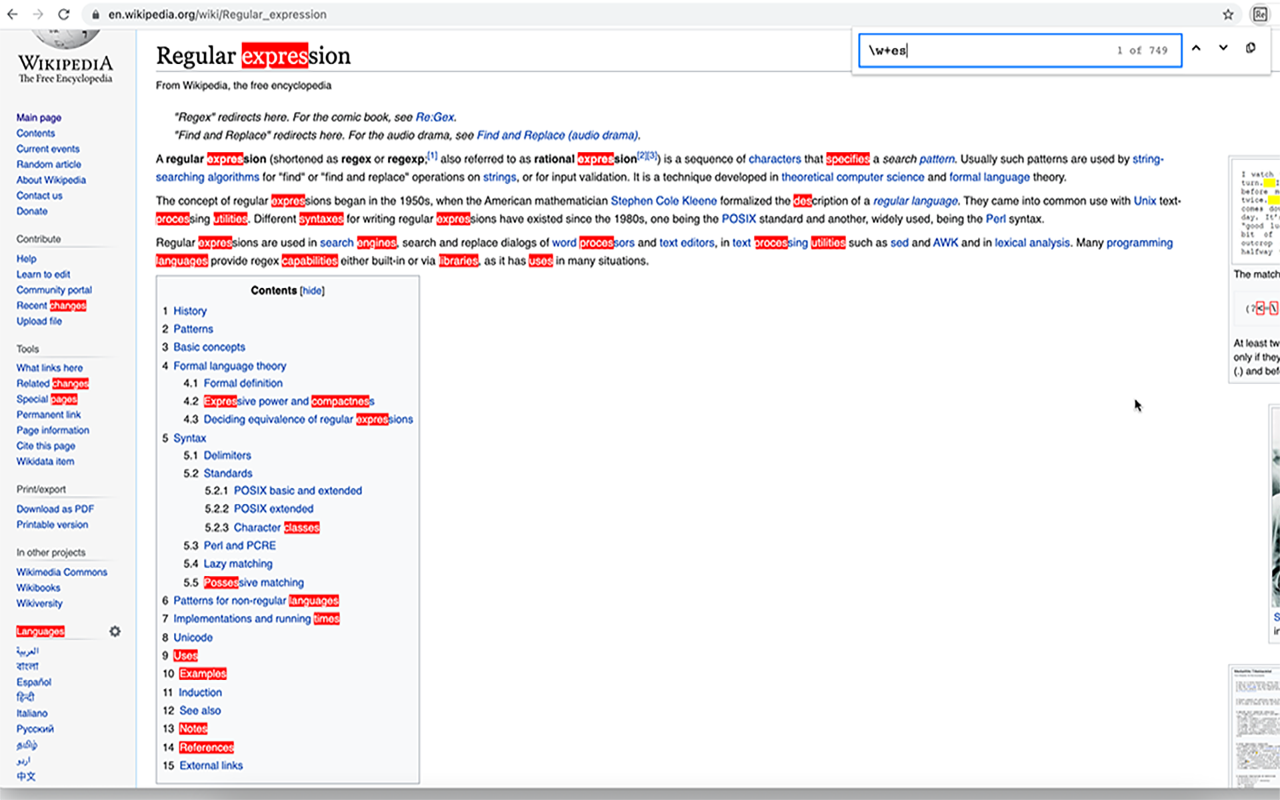 en.wikipedia.org/wiki/Regular_expression
Re
\w+es
1 of 749
WIKIPEDIA
The Free Encyclopedia
Main page
Contents
Current events
Random article
About Wikipedia
Contact us
Donate
Contribute
Help
Learn to edit
Community portal
Recent changes
Upload file
Tools
What links here
Related changes
Special pages
Permanent link
Page information
Cite this page
Wikidata item
Print/export
Download as PDF
Printable version
In other projects
Wikimedia Commons
Wikibooks
Wikiversity
Languages
العربية
বাংলা
Español
हिन्दी
Italiano
Русский
தமிழ்
اردو
中文
Regular expression
From Wikipedia, the free encyclopedia
"Regex" redirects here. For the comic book, see Re:Gex.
"Find and Replace" redirects here. For the audio drama, see Find and Replace (audio drama).
A regular expression (shortened as regex or regexp;[1] also referred to as rational expression[2][3]) is a sequence of characters that specifies a search pattern. Usually such patterns are used by string-
searching algorithms for "find" or "find and replace" operations on strings, or for input validation. It is a technique developed in theoretical computer science and formal language theory.
The concept of regular expressions began in the 1950s, when the American mathematician Stephen Cole Kleene formalized the description of a regular language. They came into common use with Unix text-
processing utilities. Different syntaxes for writing regular expressions have existed since the 1980s, one being the POSIX standard and another, widely used, being the Perl syntax.
Regular expressions are used in search engines, search and replace dialogs of word processors and text editors, in text processing utilities such as sed and AWK and in lexical analysis. Many programming
languages provide regex capabilities either built-in or via libraries, as it has uses in many situations.
Contents [hide]
1 History
2 Patterns
3 Basic concepts
4 Formal language theory
4.1 Formal definition
4.2 Expressive power and compactness
4.3 Deciding equivalence of regular expressions
5 Syntax
5.1 Delimiters
5.2 Standards
5.2.1 POSIX basic and extended
5.2.2 POSIX extended
5.2.3 Character classes
5.3 Perl and PCRE
5.4 Lazy matching
5.5 Possessive matching
6 Patterns for non-regular languages
7 Implementations and running times
8 Unicode
9 Uses
10 Examples
11 Induction
12 See also
13 Notes
14 References
15 External links
I watch
turn.
before
twice.
comes
day. It's
"good
bit of
outcrop
halfway
The match
(?<=\
At least tw
only if they
(.) and bef
S
in